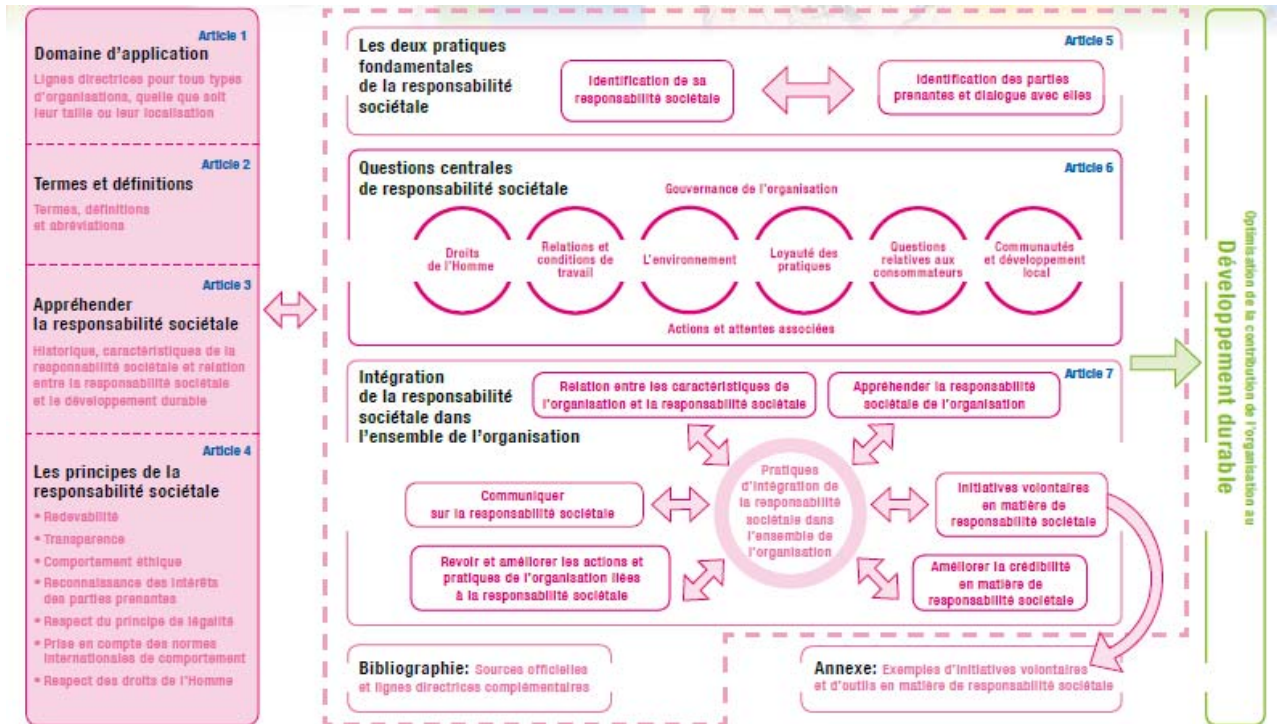 Article 1
Domaine d'application
Lignes directrices pour tous types
d'organisations, quelle que soit
leur taille ou leur localisation
Article 2
Termes et définitions
Termes, définitions
et abréviations
Article 3
Appréhender
la responsabilité sociétale
Historique, caractéristiques de la
responsabilité sociétale et relation
entre la responsabilité sociétale
et le développement durable
Article 4
Les principes de la
responsabilité sociétale
• Redevabilité
• Transparence
• Comportement éthique
• Reconnaissance des intérêts
des parties prenantes
• Respect du principe de légalité
• Prise en compte des normes
internationales de comportement
• Respect des droits de l'Homme
Article 5
Les deux pratiques
fondamentales
de la responsabilité
sociétale
Identification de sa
responsabilité sociétale
Identification des parties
prenantes et dialogue avec elles
Article 6
Questions centrales
de responsabilité sociétale
Gouvernance de l'organisation
Droits
de l'Homme
Relations et
conditions de
travail
L'environnement
Loyauté des
pratiques
Questions
relatives aux
consommateurs
Communautés
et développement
local
Actions et attentes associées
Article 7
Intégration
de la responsabilité
sociétale dans
l'ensemble de l'organisation
Relation entre les caractéristiques de
l'organisation et la responsabilité sociétale
Appréhender la responsabilité
sociétale de l'organisation
Communiquer
sur la responsabilité sociétale
Pratiques
d'intégration de
la responsabilité
sociétale dans
l'ensemble de
l'organisation
Initiatives volontaires
en matière de
responsabilité sociétale
Revoir et améliorer les actions et
pratiques de l'organisation liées
à la responsabilité sociétale
Améliorer la crédibilité
en matière de
responsabilité sociétale
Bibliographie: Sources officielles
et lignes directrices complémentaires
Annexe: Exemples d'initiatives volontaires
et d'outils en matière de responsabilité sociétale
Optimisation de la contribution de l'organisation au
Développement durable